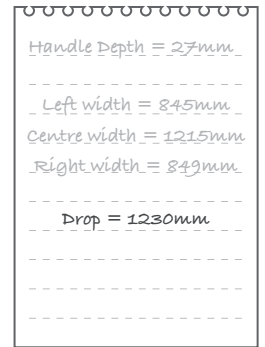 Handle Depth = 27mm
Left width = 845mm
Centre width = 1215mm
Right width = 849mm
Drop = 1230mm